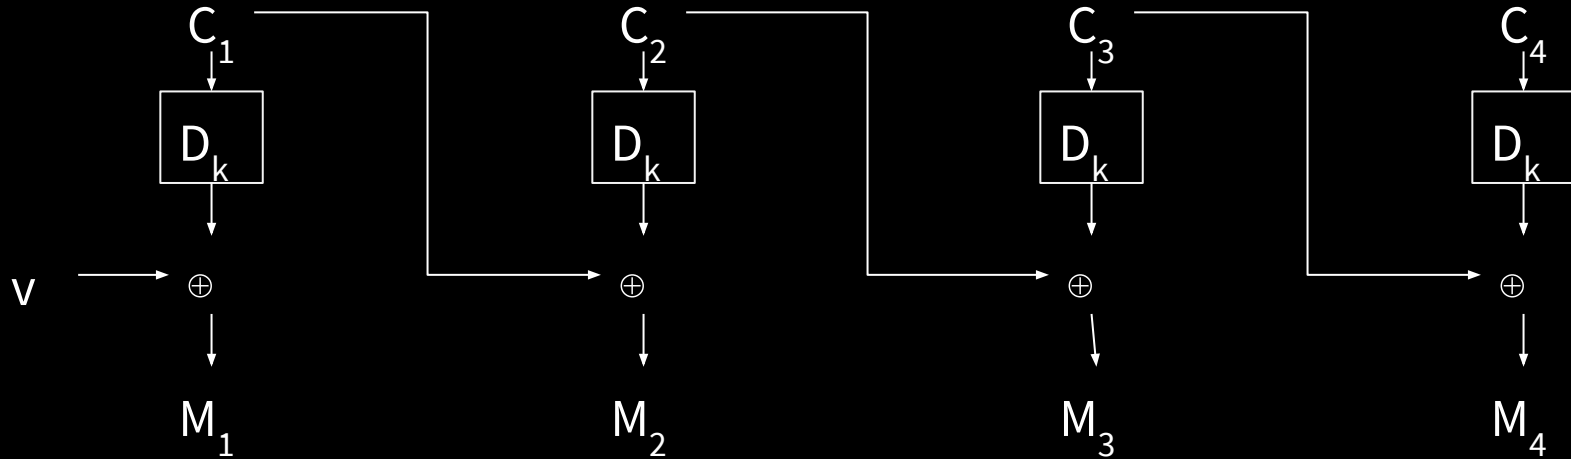 C₁ C₂ C₃ C₄
Dₖ Dₖ Dₖ Dₖ
v ⊕ ⊕ ⊕ ⊕
M₁ M₂ M₃ M₄